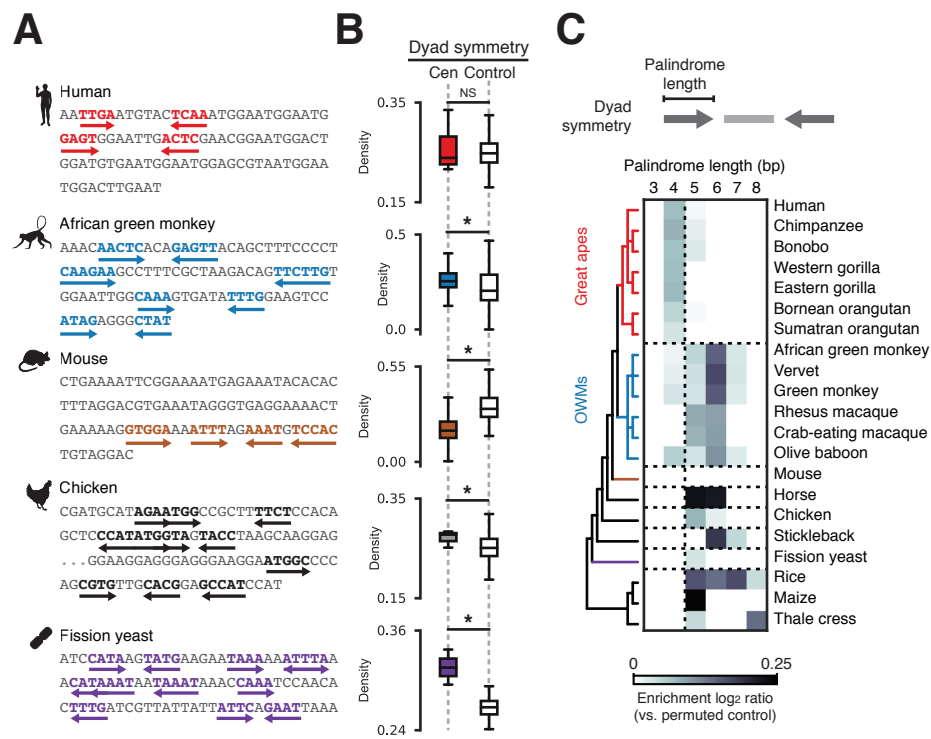 A
Human
AATTGAATGTACTCAAATGGAATGGAATG
GAGTGGAATTGACTCGAACGGAATGGACT
GGATGTGAATGGAATGGAGCGTAATGGAA
TGGACTTGAAT
African green monkey
AAACAACTCACAGAGTTACAGCTTTCCCCT
CAAGAAGCCTTTCGCTAAGACAGTTCTTGT
GGAATTGGCAAAGTGATATTTGGAAGTCC
ATAGAGGGCTAT
Mouse
CTGAAAATTCGGAAAATGAGAAATACACAC
TTTAGGACGTGAAATAGGGTGAGGAAAACT
GAAAAAGGTGGAAAATTTAGAAATGTCCAC
TGTAGGAC
Chicken
CGATGCATAGAATGGCCGCTTTTCTCCACA
GCTCCCATATGGTAGTACCTAAGCAAGGAG
...GGAAGGAGGGAGGGAAGGAATGGCCCC
AGCGTGTTGCACGGAGCCATCCAT
Fission yeast
ATCCATAAGTATGGAAGAATAAAAAATTTAA
ACATAAATAATAAATAAACCAAATCCAACA
CTTTGATCGTTATTATTATTCAGAATTAAA
B
Dyad symmetry
Cen Control
NS
0.35
Density
0.15
*
0.5
Density
0.0
*
0.55
Density
0.00
*
0.35
Density
0.15
*
0.36
Density
0.24
C
Palindrome
length
Dyad
symmetry
Palindrome length (bp)
3 4 5 6 7 8
Great apes
Human
Chimpanzee
Bonobo
Western gorilla
Eastern gorilla
Bornean orangutan
Sumatran orangutan
OWMs
African green monkey
Vervet
Green monkey
Rhesus macaque
Crab-eating macaque
Olive baboon
Mouse
Horse
Chicken
Stickleback
Fission yeast
Rice
Maize
Thale cress
0 0.25
Enrichment log2 ratio
(vs. permuted control)